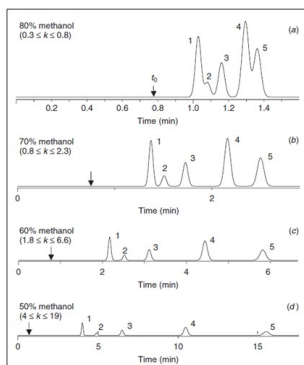 80% methanol
(0.3 ≤ k ≤ 0.8)
(a)
t0
1
2
3
4
5
0.2 0.4 0.6 0.8 1.0 1.2 1.4
Time (min)
70% methanol
(0.8 ≤ k ≤ 2.3)
(b)
1
2
3
4
5
0 2
Time (min)
60% methanol
(1.8 ≤ k ≤ 6.6)
(c)
1
2
3
4
5
0 2 4 6
Time (min)
50% methanol
(4 ≤ k ≤ 19)
(d)
1
2
3
4
5
0 5 10 15
Time (min)